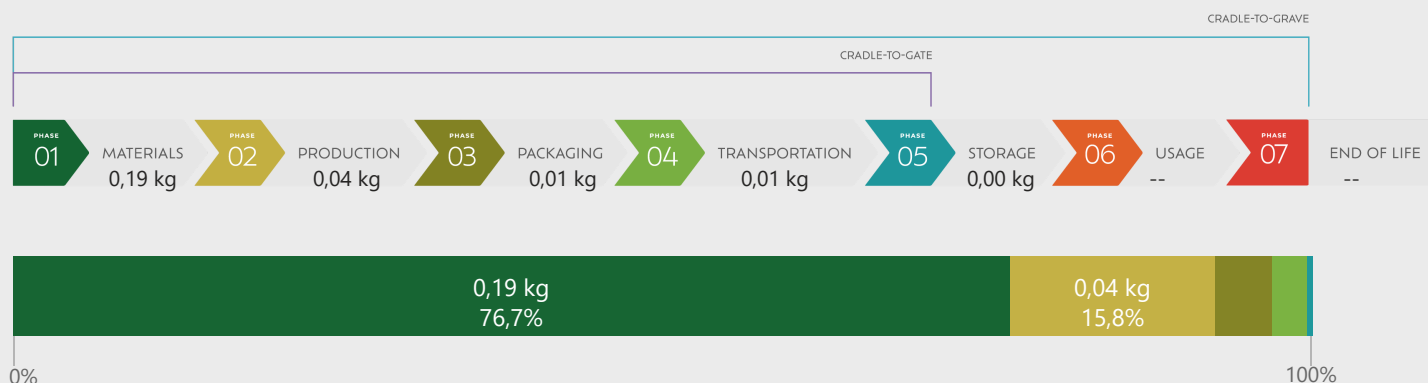 CRADLE-TO-GRAVE
CRADLE-TO-GATE
PHASE
01
MATERIALS
0,19 kg
PHASE
02
PRODUCTION
0,04 kg
PHASE
03
PACKAGING
0,01 kg
PHASE
04
TRANSPORTATION
0,01 kg
PHASE
05
STORAGE
0,00 kg
PHASE
06
USAGE
--
PHASE
07
END OF LIFE
--
0,19 kg
76,7%
0,04 kg
15,8%
0%
100%